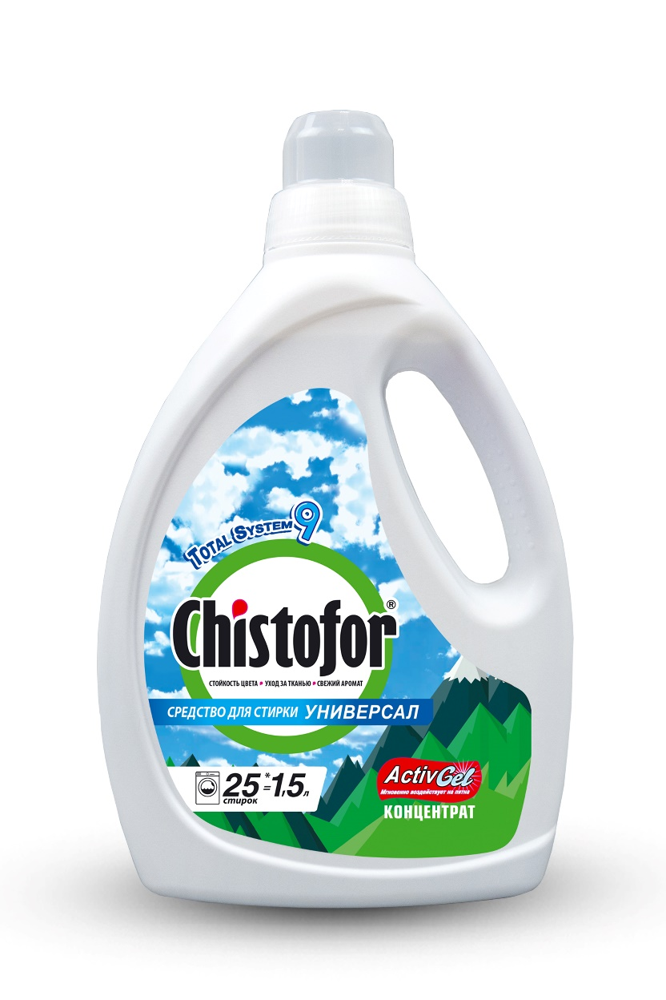 TOTAL SYSTEM 9
Chistofor®
СТОЙКОСТЬ ЦВЕТА • УХОД ЗА ТКАНЬЮ • СВЕЖИЙ АРОМАТ
СРЕДСТВО ДЛЯ СТИРКИ УНИВЕРСАЛ
ActivGel
Мгновенно воздействует на пятна
КОНЦЕНТРАТ
25*=1,5л
стирок